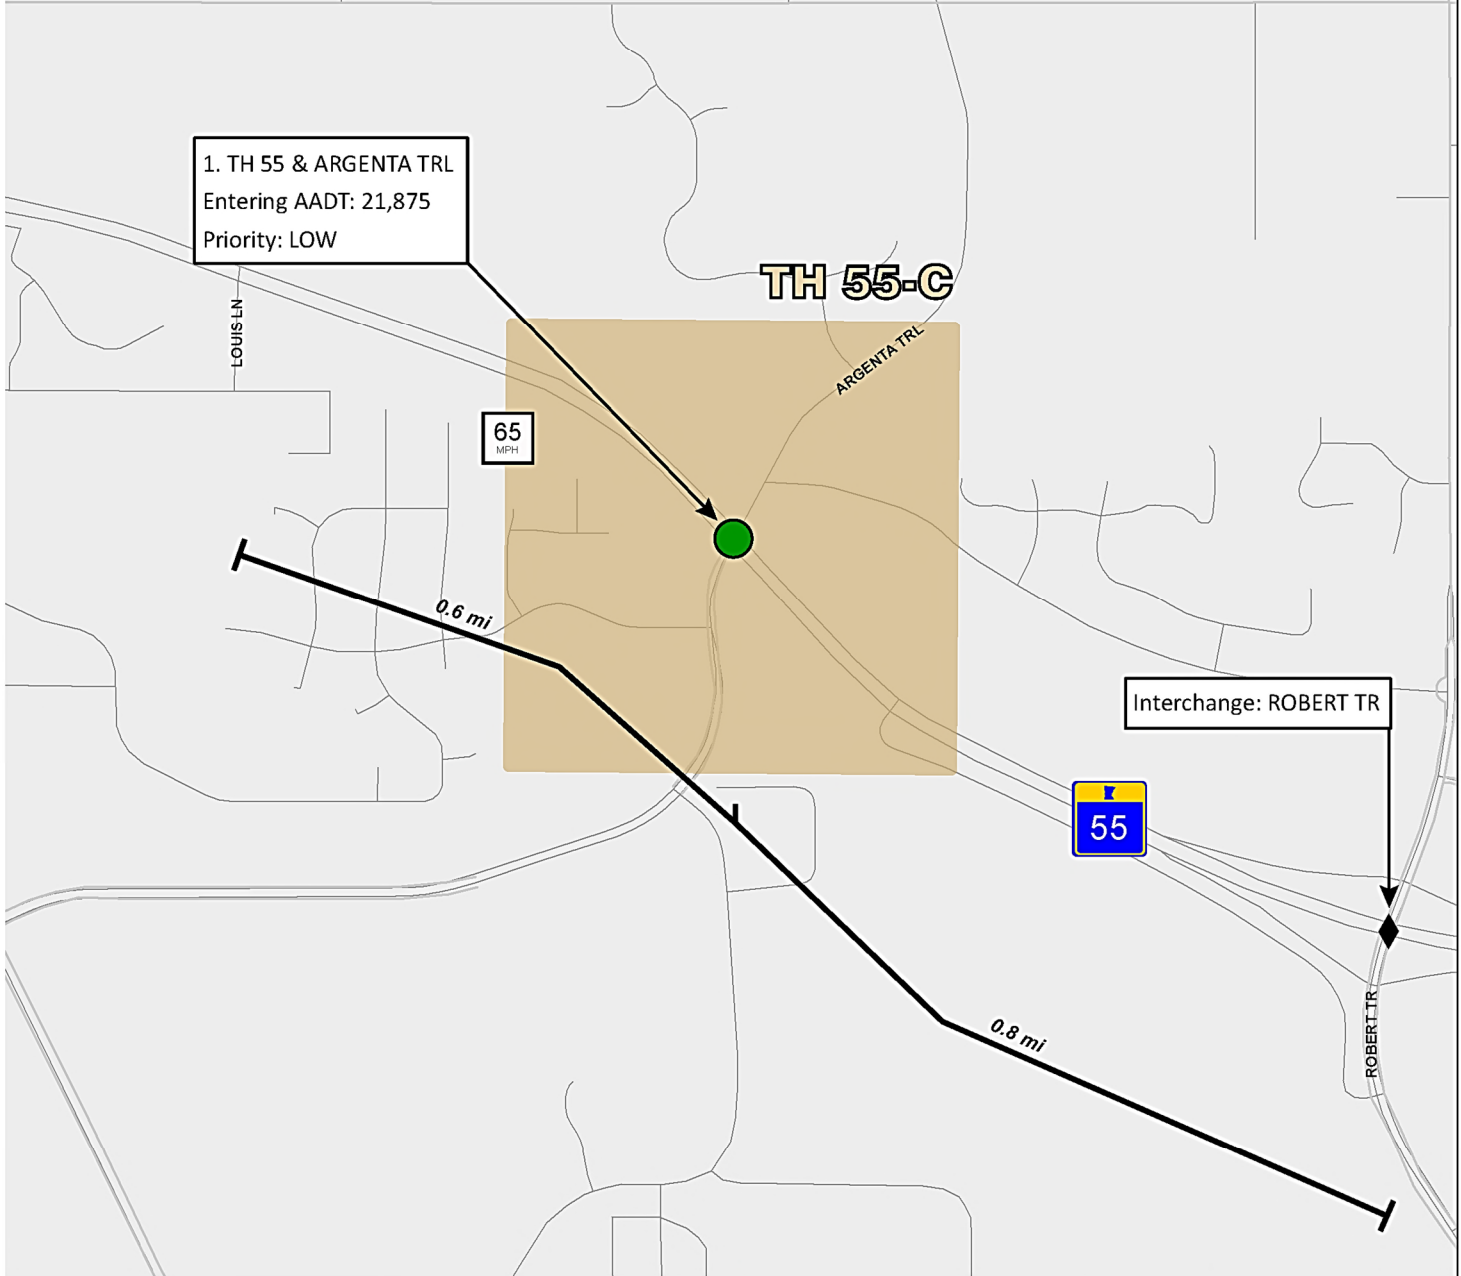 1. TH 55 & ARGENTA TRL
Entering AADT: 21,875
Priority: LOW
TH 55-C
LOUIS LN
ARGENTA TRL
65
MPH
0.6 mi
Interchange: ROBERT TR
55
0.8 mi
ROBERT TR